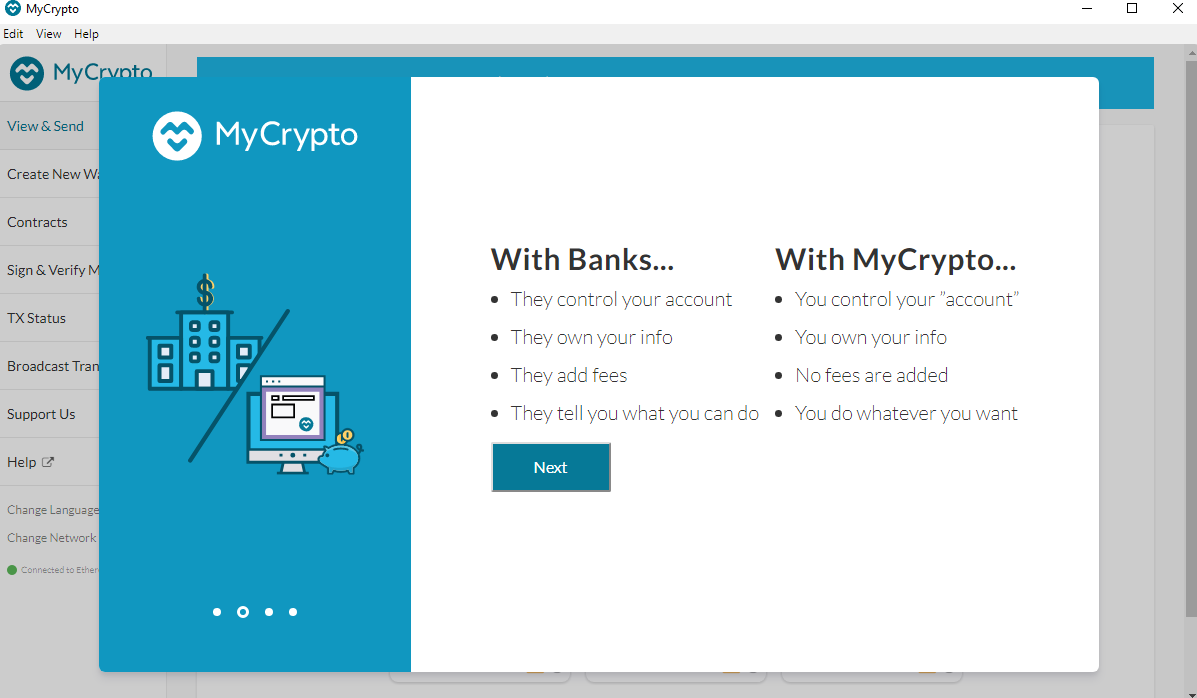 MyCrypto
Edit View Help
MyCrypto
View & Send
Create New Wa
Contracts
Sign & Verify M
TX Status
Broadcast Tran
Support Us
Help
Change Language
Change Network
Connected to Ether
MyCrypto
$
With Banks...
They control your account
They own your info
They add fees
They tell you what you can do
With MyCrypto...
You control your ”account”
You own your info
No fees are added
You do whatever you want
Next